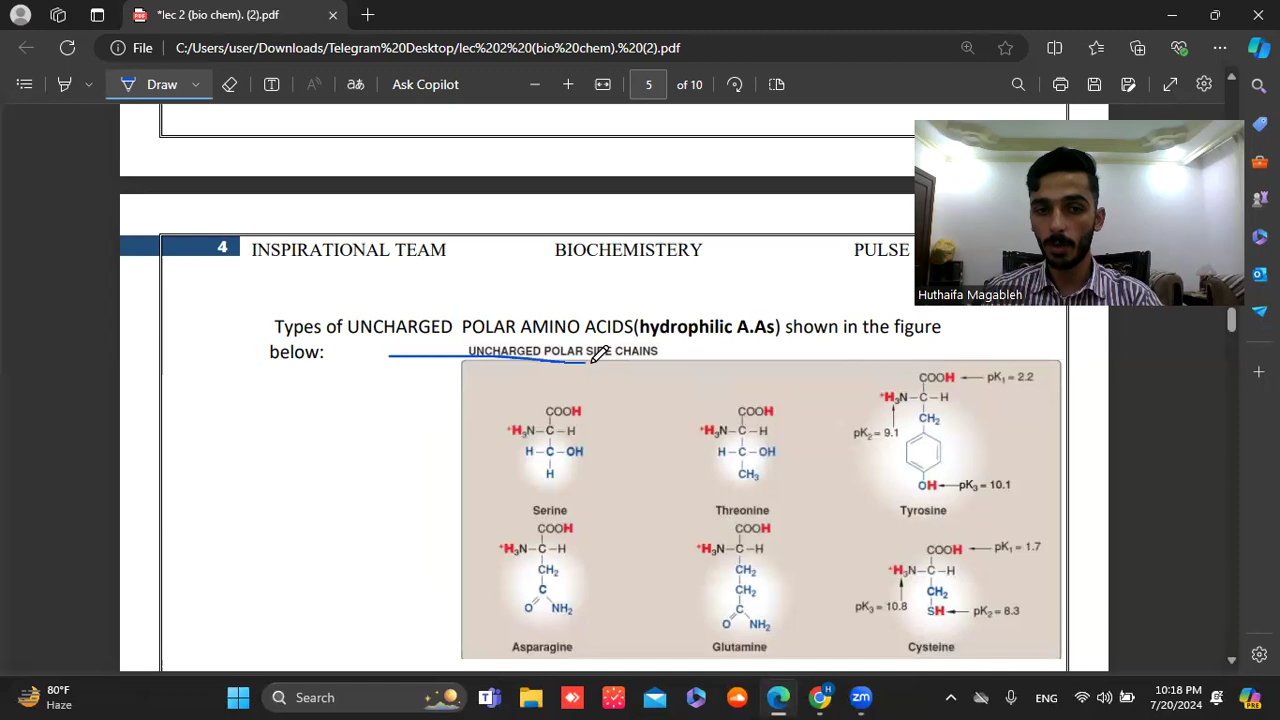 *lec 2 (bio chem). (2).pdf
File C:/Users/user/Downloads/Telegram%20Desktop/lec%202%20(bio%20chem).%20(2).pdf
Draw
aあ
Ask Copilot
5 of 10
4 INSPIRATIONAL TEAM BIOCHEMISTERY PULSE
Huthaifa Magableh
Types of UNCHARGED POLAR AMINO ACIDS(hydrophilic A.As) shown in the figure
below:
UNCHARGED POLAR SIDE CHAINS
COOH
+H3N–C–H
H–C–OH
H
Serine
COOH
+H3N–C–H
H–C–OH
CH3
Threonine
COOH pK1 = 2.2
+H3N–C–H
pK2 = 9.1
CH2
OH pK3 = 10.1
Tyrosine
COOH
+H3N–C–H
CH2
C
O NH2
Asparagine
COOH
+H3N–C–H
CH2
CH2
C
O NH2
Glutamine
COOH pK1 = 1.7
+H3N–C–H
CH2
pK3 = 10.8
SH pK2 = 8.3
Cysteine
80°F
Haze
Search
zm
ENG
10:18 PM
7/20/2024